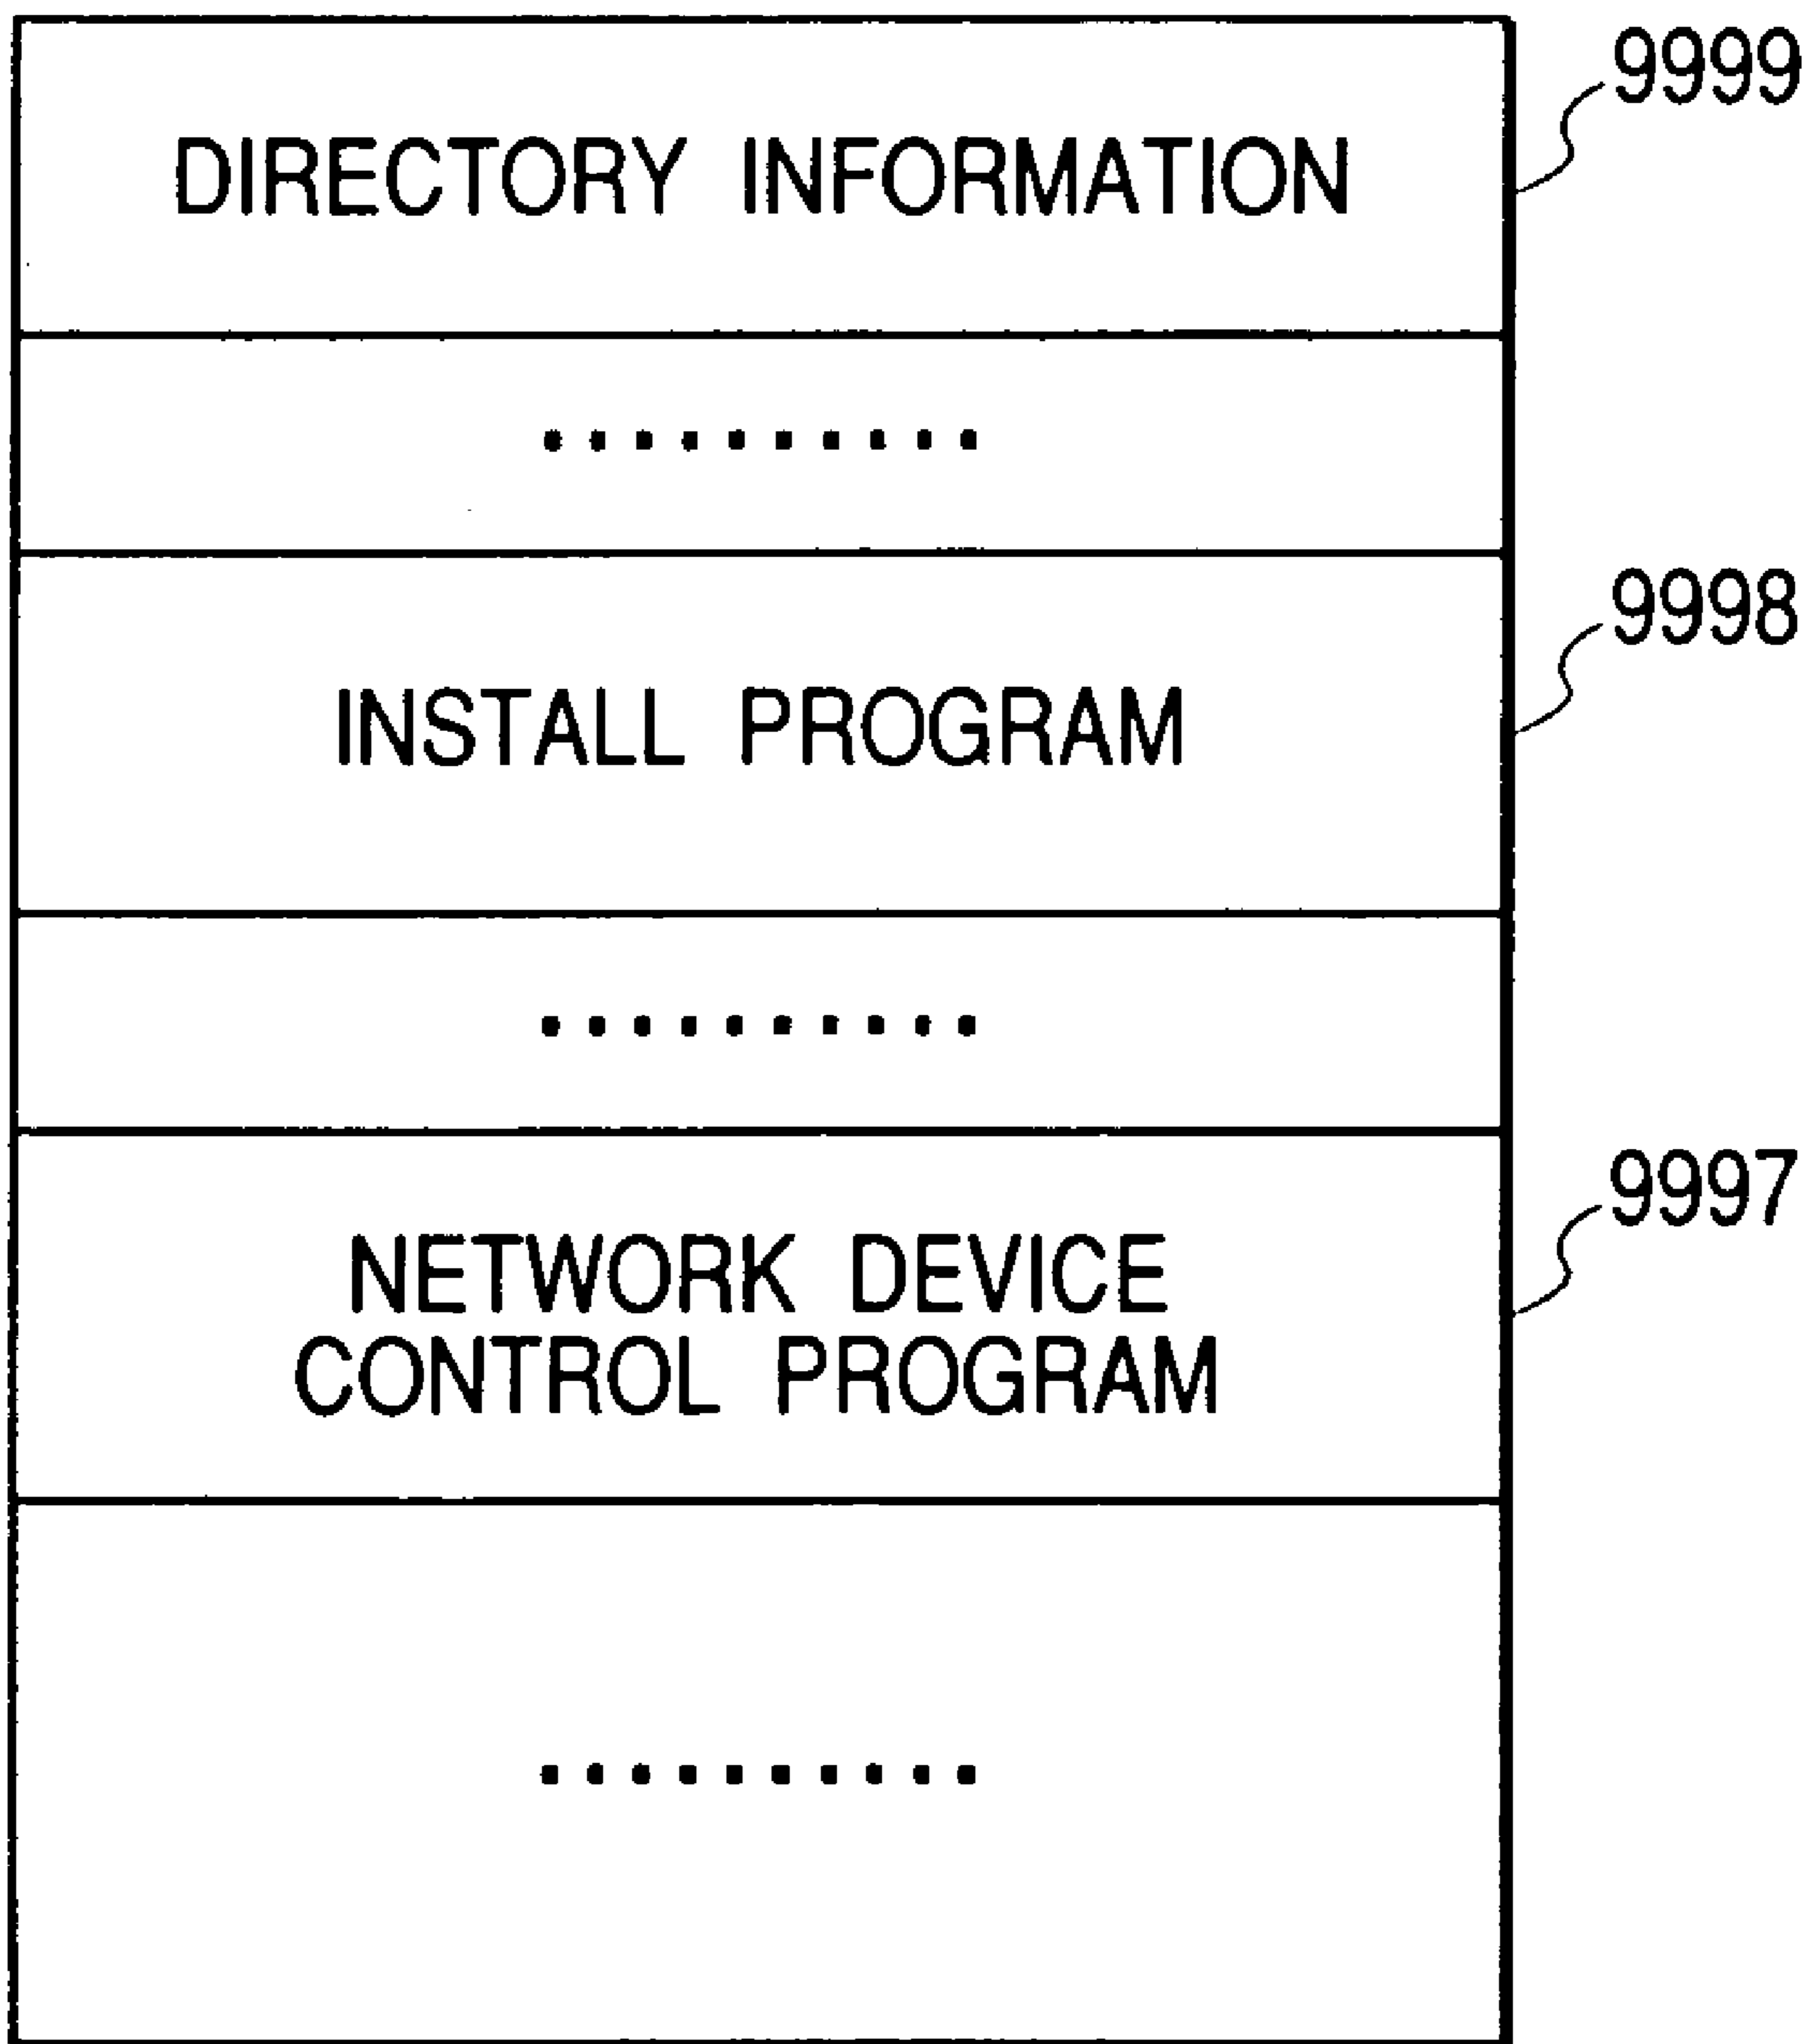 DIRECTORY INFORMATION
9999
..........
INSTALL PROGRAM
9998
..........
NETWORK DEVICE
CONTROL PROGRAM
9997
..........